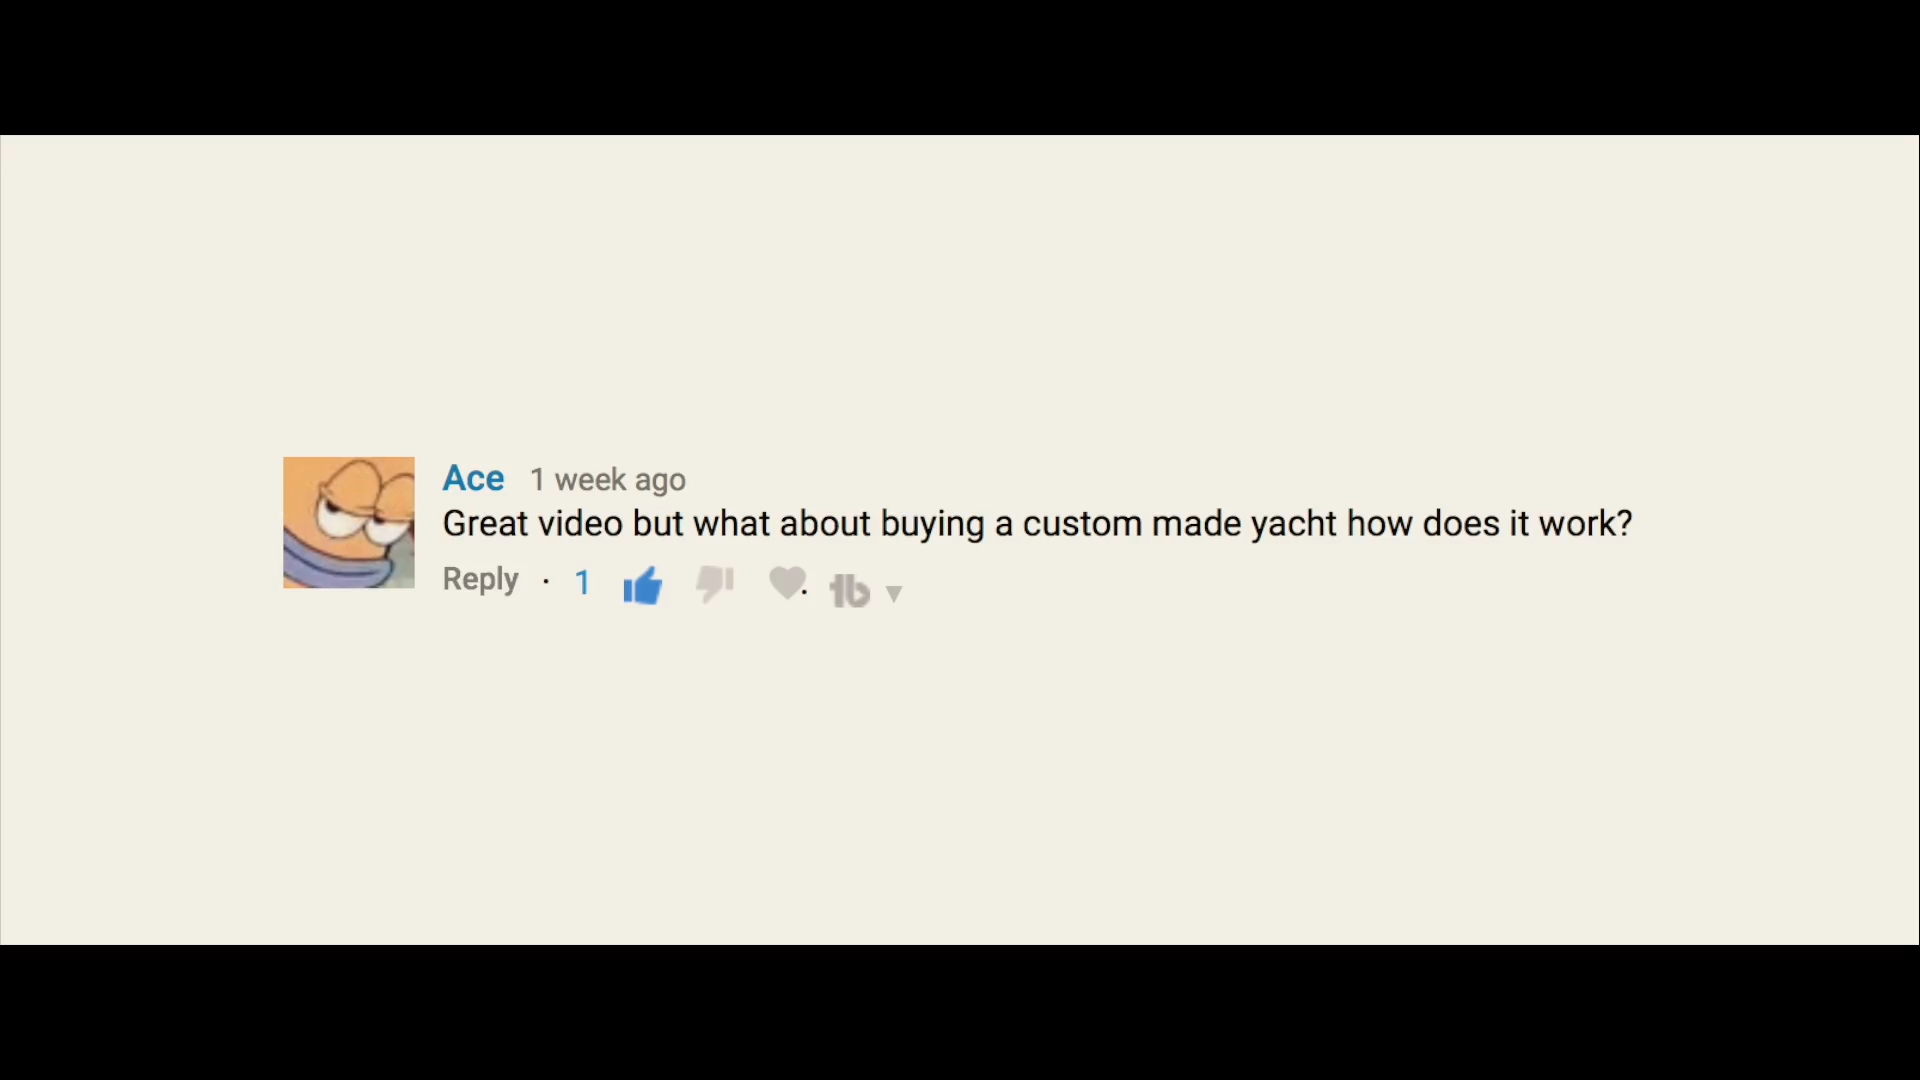 Ace 1 week ago
Great video but what about buying a custom made yacht how does it work?
Reply · 1 tb ▼